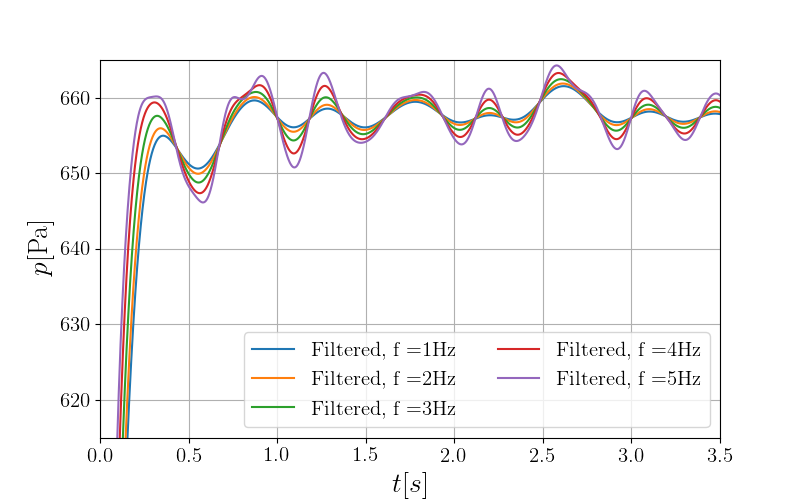 660
650
640
630
620
p[Pa]
Filtered, f =1Hz
Filtered, f =2Hz
Filtered, f =3Hz
Filtered, f =4Hz
Filtered, f =5Hz
0.0 0.5 1.0 1.5 2.0 2.5 3.0 3.5
t[s]